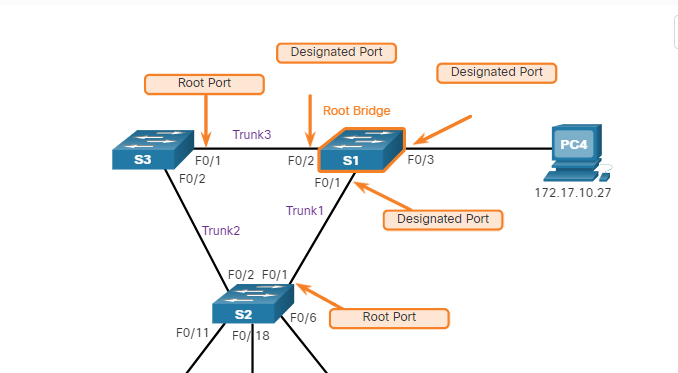 Designated Port
Designated Port
Root Port
Root Bridge
Trunk3
PC4
S3
F0/1
F0/2
S1
F0/3
F0/2
F0/1
172.17.10.27
Trunk1
Designated Port
Trunk2
F0/2
F0/1
S2
F0/6
Root Port
F0/11
F0/18